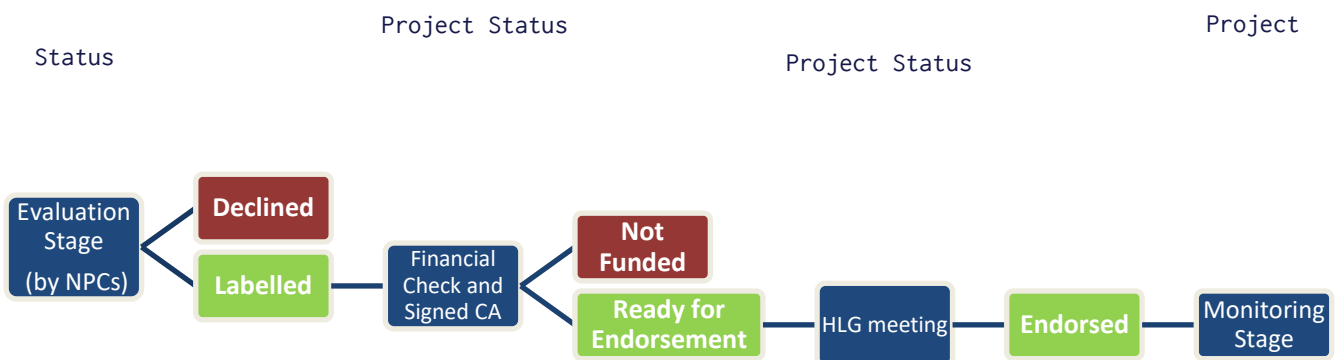 Project Status
Project
Status
Project Status
Evaluation
Stage
(by NPCs)
Declined
Labelled
Financial
Check and
Signed CA
Not
Funded
Ready for
Endorsement
HLG meeting
Endorsed
Monitoring
Stage